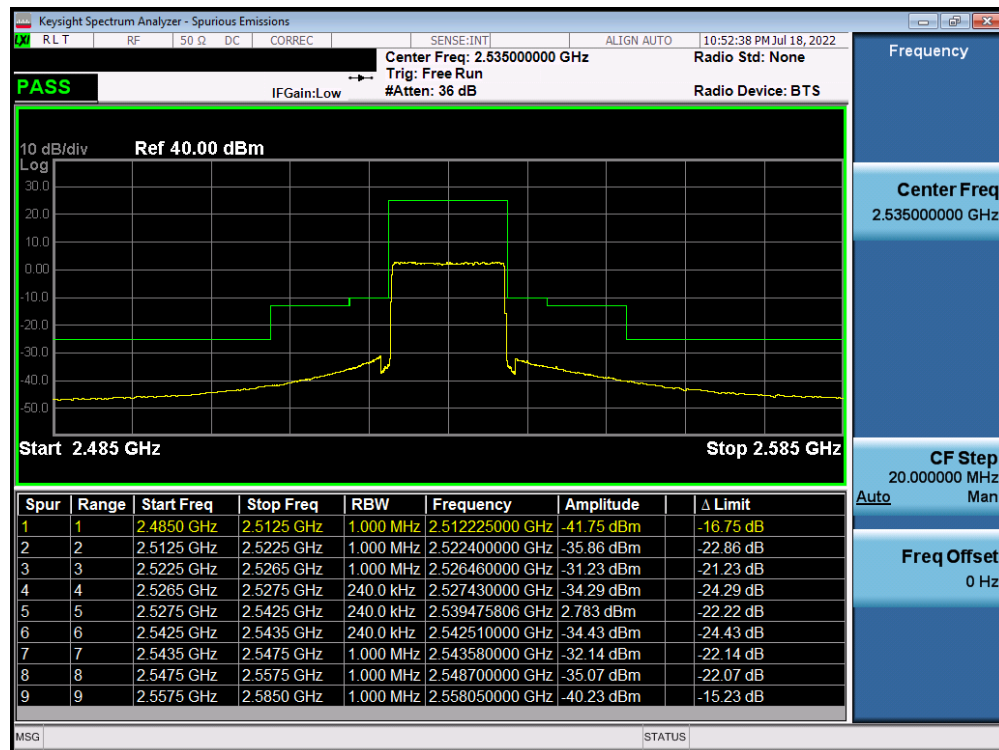 Keysight Spectrum Analyzer - Spurious Emissions
LXI RLT RF 50 Ω DC CORREC SENSE:INT ALIGN AUTO 10:52:38 PM Jul 18, 2022
Center Freq: 2.535000000 GHz Radio Std: None
Trig: Free Run
PASS IFGain:Low #Atten: 36 dB Radio Device: BTS
10 dB/div Ref 40.00 dBm
Log
30.0
20.0
10.0
0.00
-10.0
-20.0
-30.0
-40.0
-50.0
Start 2.485 GHz Stop 2.585 GHz
Spur Range Start Freq Stop Freq RBW Frequency Amplitude Δ Limit
1 1 2.4850 GHz 2.5125 GHz 1.000 MHz 2.512225000 GHz -41.75 dBm -16.75 dB
2 2 2.5125 GHz 2.5225 GHz 1.000 MHz 2.522400000 GHz -35.86 dBm -22.86 dB
3 3 2.5225 GHz 2.5265 GHz 1.000 MHz 2.526460000 GHz -31.23 dBm -21.23 dB
4 4 2.5265 GHz 2.5275 GHz 240.0 kHz 2.527430000 GHz -34.29 dBm -24.29 dB
5 5 2.5275 GHz 2.5425 GHz 240.0 kHz 2.539475806 GHz 2.783 dBm -22.22 dB
6 6 2.5425 GHz 2.5435 GHz 240.0 kHz 2.542510000 GHz -34.43 dBm -24.43 dB
7 7 2.5435 GHz 2.5475 GHz 1.000 MHz 2.543580000 GHz -32.14 dBm -22.14 dB
8 8 2.5475 GHz 2.5575 GHz 1.000 MHz 2.548700000 GHz -35.07 dBm -22.07 dB
9 9 2.5575 GHz 2.5850 GHz 1.000 MHz 2.558050000 GHz -40.23 dBm -15.23 dB
MSG STATUS
Frequency
Center Freq
2.535000000 GHz
CF Step
20.000000 MHz
Auto Man
Freq Offset
0 Hz